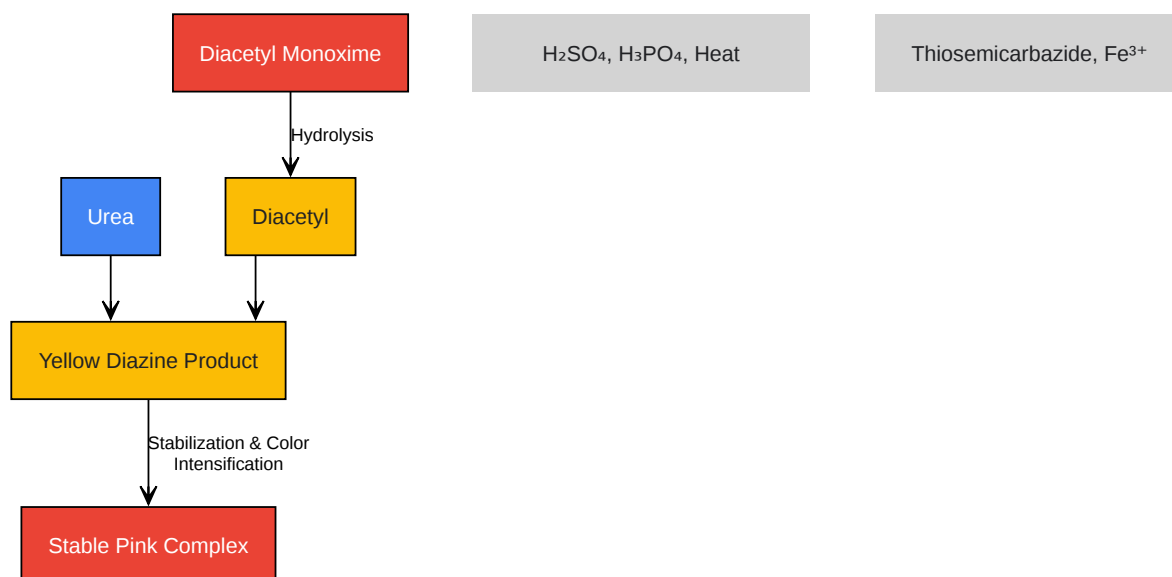 Diacetyl Monoxime
H₂SO₄, H₃PO₄, Heat
Thiosemicarbazide, Fe³⁺
Hydrolysis
Urea
Diacetyl
Yellow Diazine Product
Stabilization & Color
Intensification
Stable Pink Complex